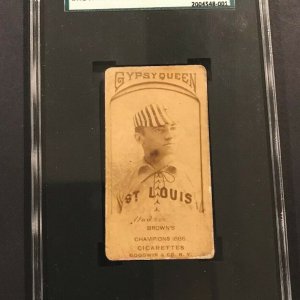 2004548-001
GYPSY QUEEN
ST LOUIS
BROWN'S
CHAMPIONS 1886
CIGARETTES
GOODWIN & CO. N.Y.